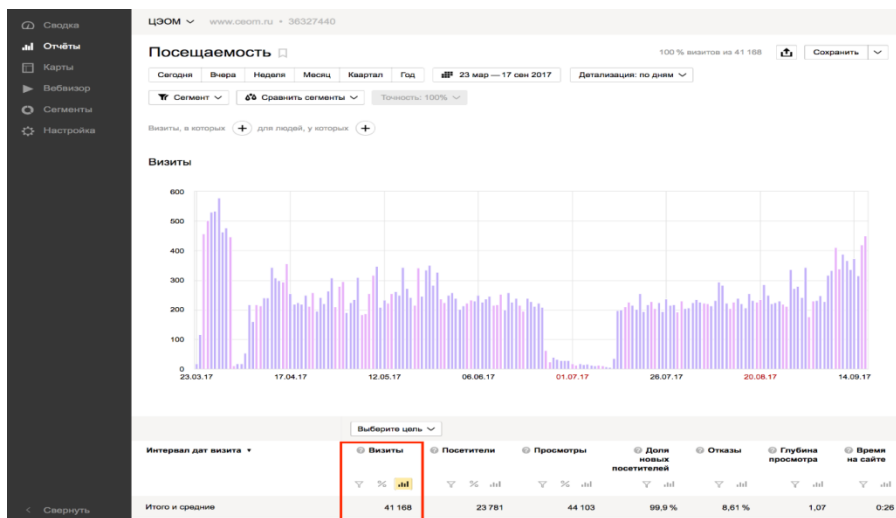 Сводка
Отчёты
Карты
Вебвизор
Сегменты
Настройка
Свернуть
ЦЭОМ www.ceom.ru • 36327440
Посещаемость
100 % визитов из 41 168
Сохранить
Сегодня Вчера Неделя Месяц Квартал Год 23 мар — 17 сен 2017 Детализация: по дням
Сегмент Сравнить сегменты Точность: 100%
Визиты, в которых + для людей, у которых +
Визиты
600
500
400
300
200
100
0
23.03.17 17.04.17 12.05.17 06.06.17 01.07.17 26.07.17 20.08.17 14.09.17
Выберите цель
Интервал дат визита Визиты Посетители Просмотры Доля новых посетителей Отказы Глубина просмотра Время на сайте
Итого и средние 41 168 23 781 44 103 99,9 % 8,61 % 1,07 0:26